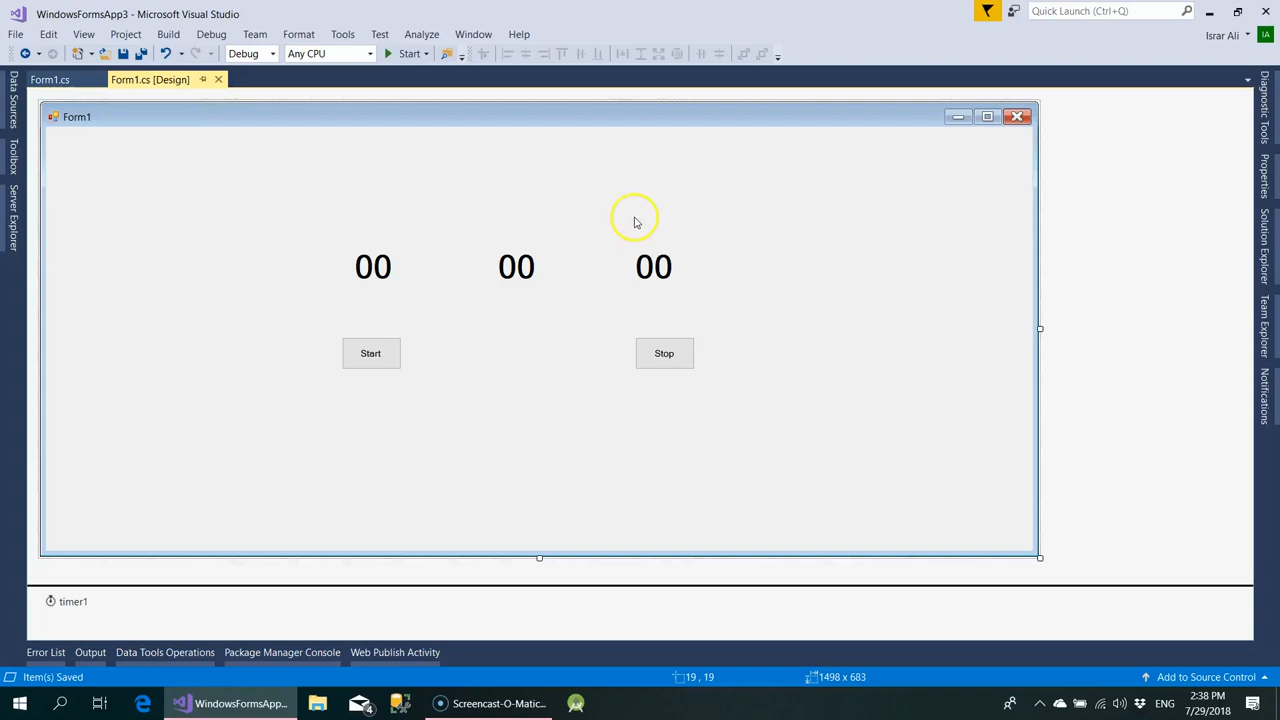 WindowsFormsApp3 - Microsoft Visual Studio
Quick Launch (Ctrl+Q)
File Edit View Project Build Debug Team Format Tools Test Analyze Window Help
Israr Ali
IA
Debug Any CPU Start
Form1.cs Form1.cs [Design]
Data Sources
Toolbox
Server Explorer
Form1
00 00 00
Start Stop
Diagnostic Tools
Properties
Solution Explorer
Team Explorer
Notifications
timer1
Error List Output Data Tools Operations Package Manager Console Web Publish Activity
Item(s) Saved 19 , 19 1498 x 683 Add to Source Control
WindowsFormsApp... 4 Screencast-O-Matic... ENG 2:38 PM
7/29/2018